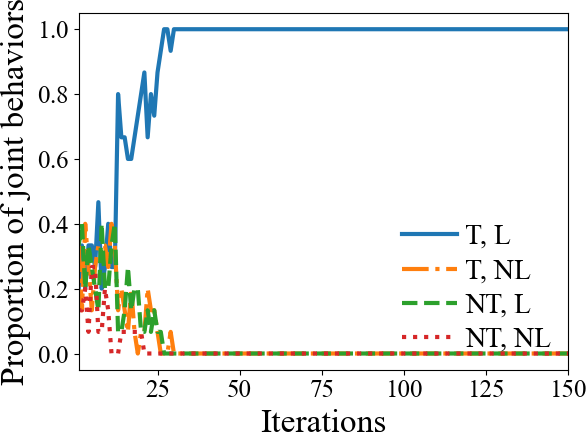 Proportion of joint behaviors
1.0
0.8
0.6
0.4
0.2
0.0
T, L
T, NL
NT, L
NT, NL
25 50 75 100 125 150
Iterations